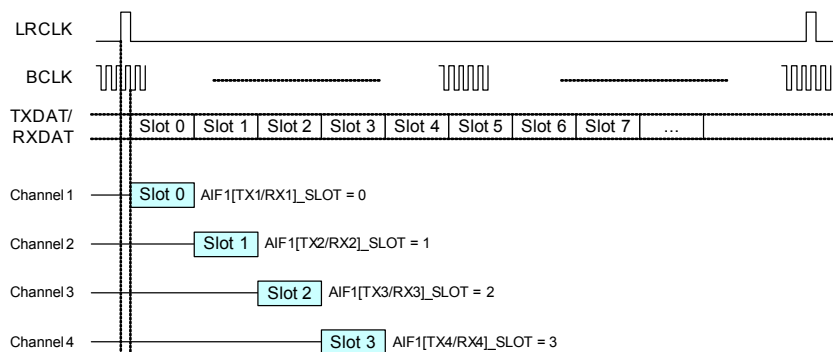 LRCLK
BCLK
TXDAT/
RXDAT
Slot 0 Slot 1 Slot 2 Slot 3 Slot 4 Slot 5 Slot 6 Slot 7 ...
Channel 1 Slot 0 AIF1[TX1/RX1]_SLOT = 0
Channel 2 Slot 1 AIF1[TX2/RX2]_SLOT = 1
Channel 3 Slot 2 AIF1[TX3/RX3]_SLOT = 2
Channel 4 Slot 3 AIF1[TX4/RX4]_SLOT = 3